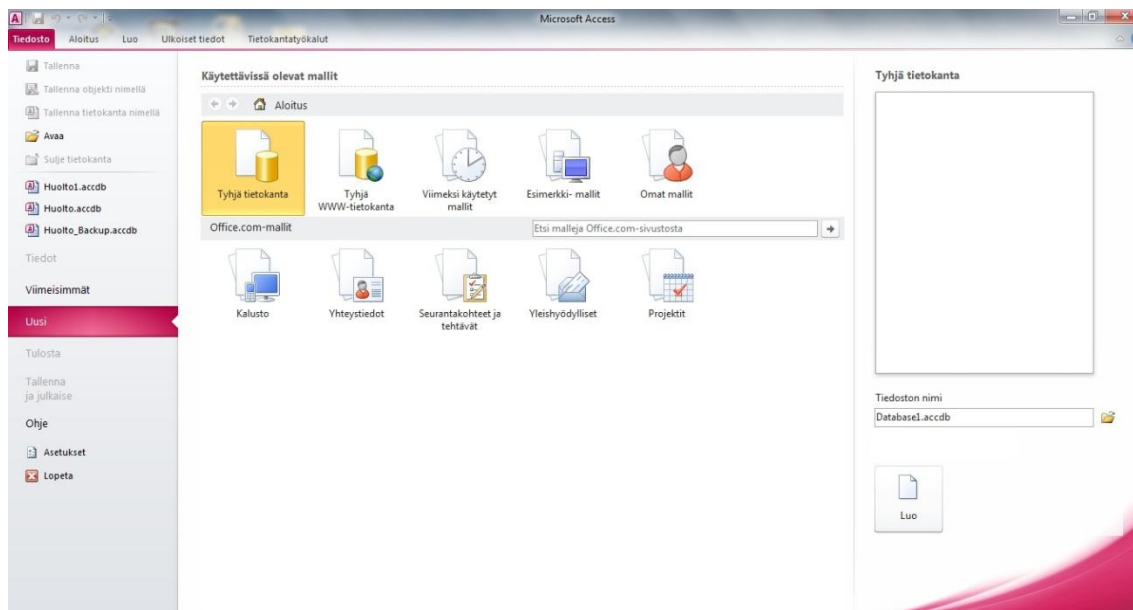 Microsoft Access
Tiedosto Aloitus Luo Ulkoiset tiedot Tietokantatyökalut
Tallenna
Tallenna objekti nimellä
Tallenna tietokanta nimellä
Avaa
Sulje tietokanta
Huolto1.accdb
Huolto.accdb
Huolto_Backup.accdb
Tiedot
Viimeisimmät
Uusi
Tulosta
Tallenna
ja julkaise
Ohje
Asetukset
Lopeta
Käytettävissä olevat mallit
Aloitus
Tyhjä tietokanta
Tyhjä
WWW-tietokanta
Viimeksi käytetyt
mallit
Esimerkki- mallit
Omat mallit
Office.com-mallit
Etsi malleja Office.com-sivustosta
Kalusto
Yhteystiedot
Seurantakohteet ja
tehtävät
Yleishyödylliset
Projektit
Tyhjä tietokanta
Tiedoston nimi
Database1.accdb
Luo